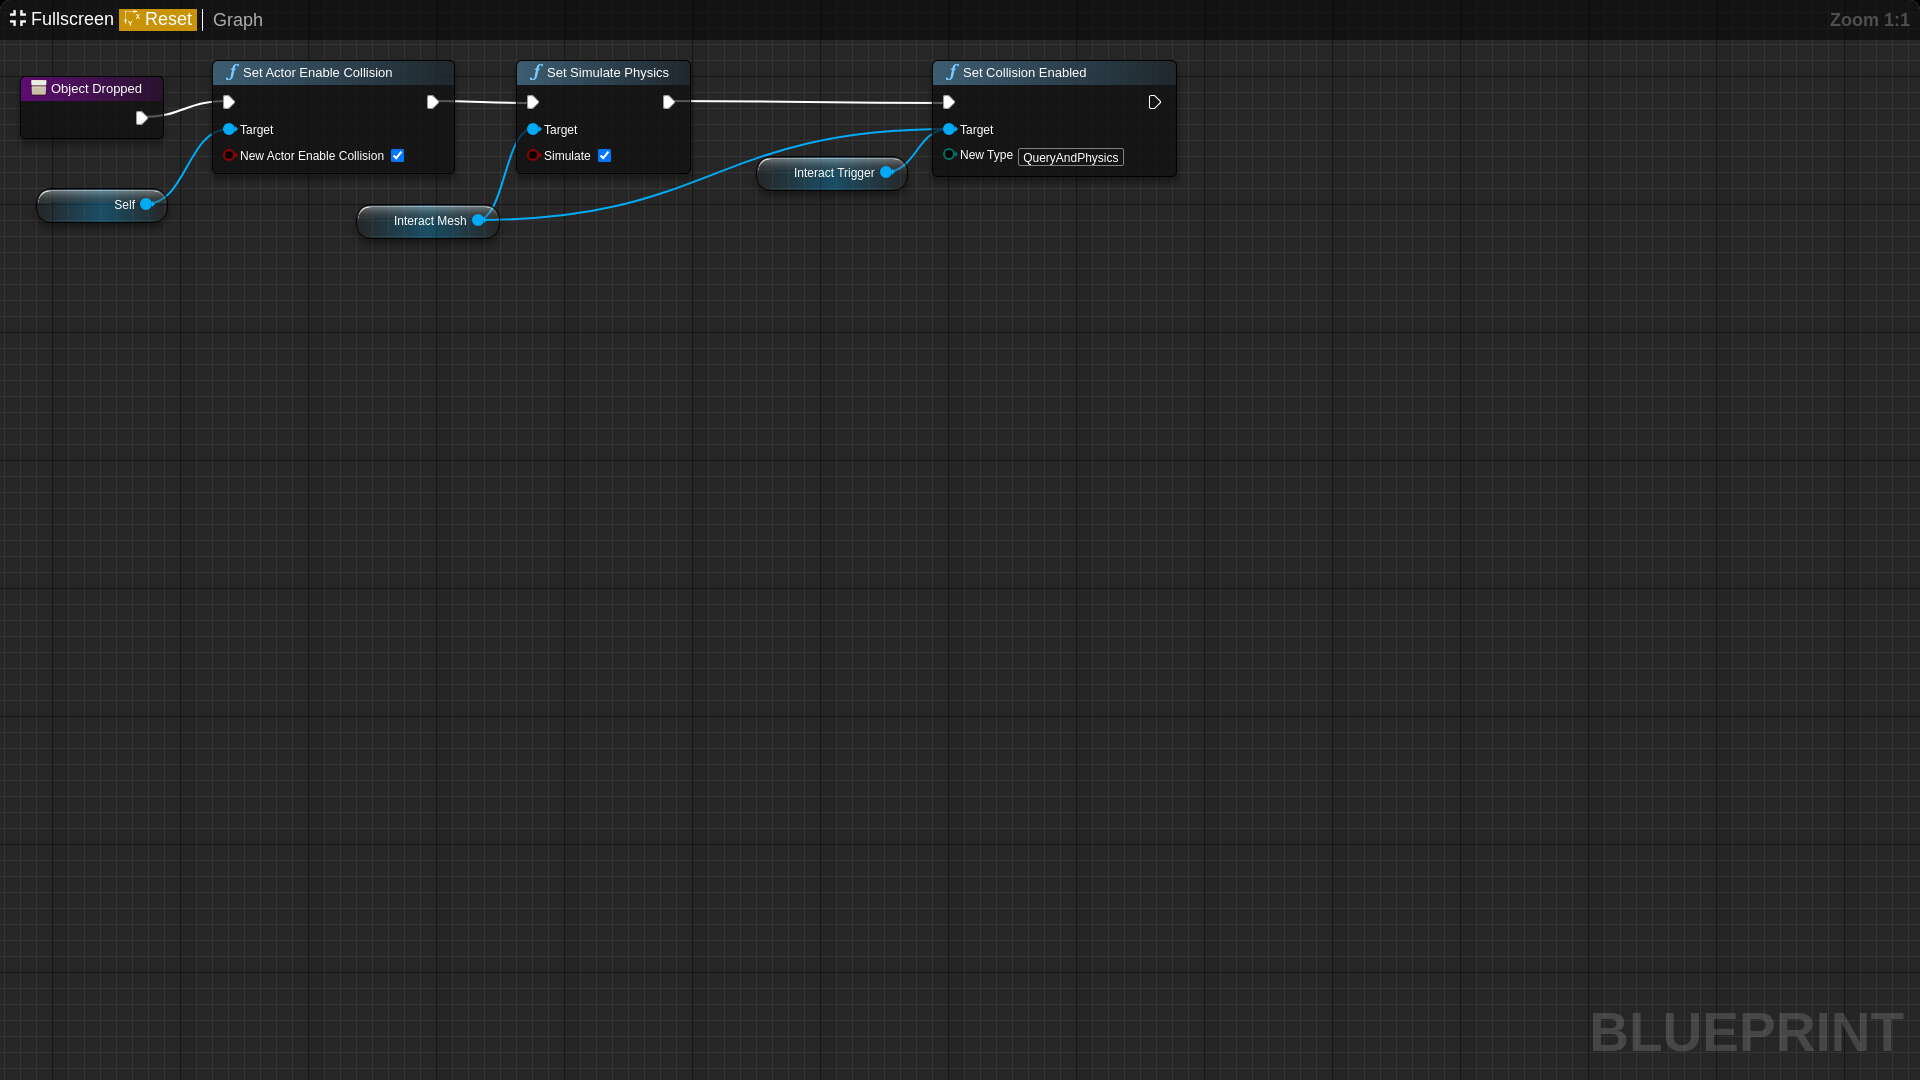 Fullscreen Reset Graph Zoom 1:1
Object Dropped
Set Actor Enable Collision
Target
New Actor Enable Collision
Self
Set Simulate Physics
Target
Simulate
Interact Mesh
Interact Trigger
Set Collision Enabled
Target
New Type QueryAndPhysics
BLUEPRINT